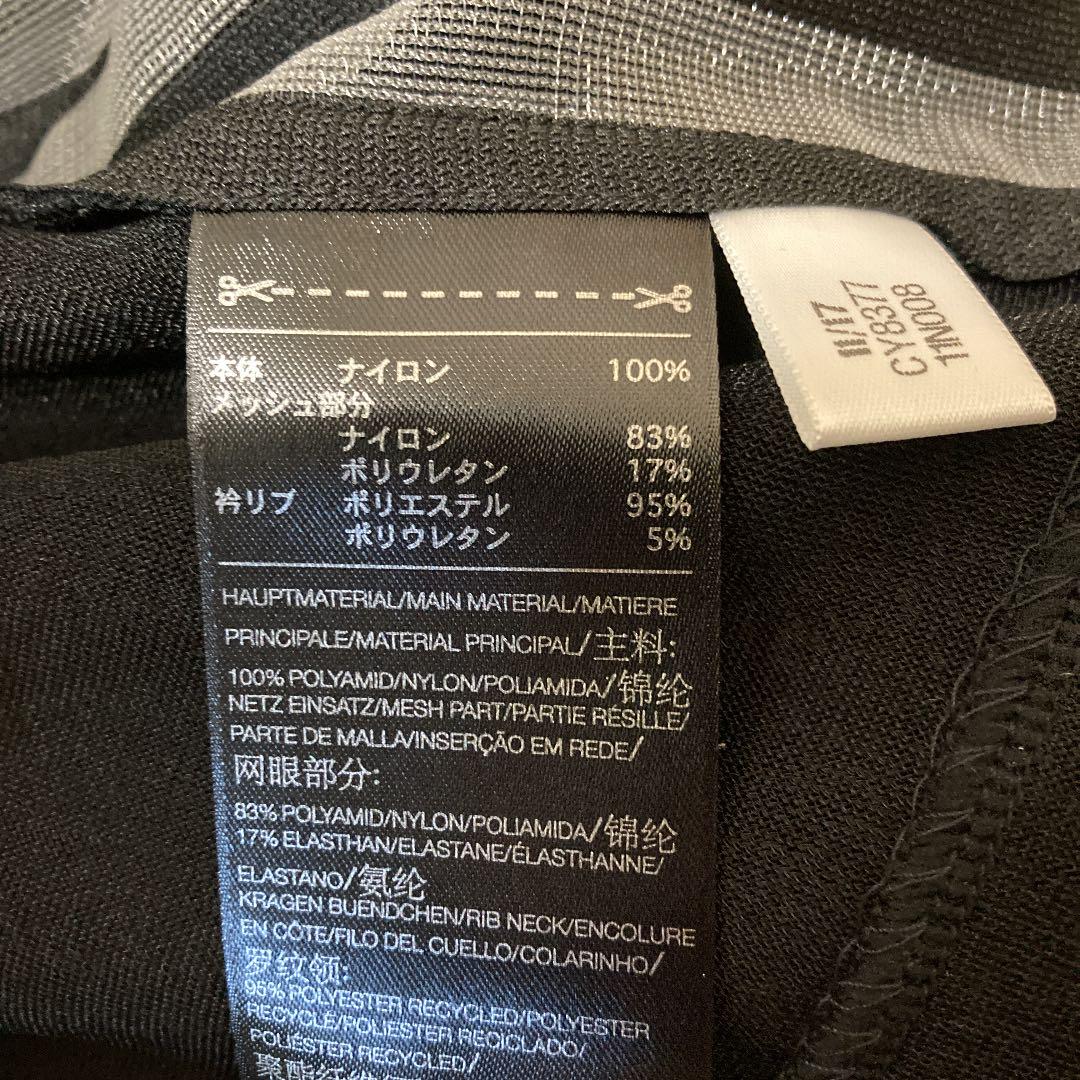 本体 ナイロン 100%
メッシュ部分
ナイロン 83%
ポリウレタン 17%
衿リブ ポリエステル 95%
ポリウレタン 5%
HAUPTMATERIAL/MAIN MATERIAL/MATIERE
PRINCIPALE/MATERIAL PRINCIPAL/主料:
100% POLYAMID/NYLON/POLIAMIDA/锦纶
NETZ EINSATZ/MESH PART/PARTIE RÉSILLE/
PARTE DE MALLA/INSERÇÃO EM REDE/
网眼部分:
83% POLYAMID/NYLON/POLIAMIDA/锦纶
17% ELASTHAN/ELASTANE/ÉLASTHANNE/
ELASTANO/氨纶
KRAGEN BUENDCHEN/RIB NECK/ENCOLURE
EN CÔTE/FILO DEL CUELLO/COLARINHO/
罗纹领:
95% POLYESTER RECYCLED/POLYESTER
RECYCLÉ/POLIESTER RECICLADO/
POLIÉSTER RECYCLED/
11/17
CY8377
1IN008